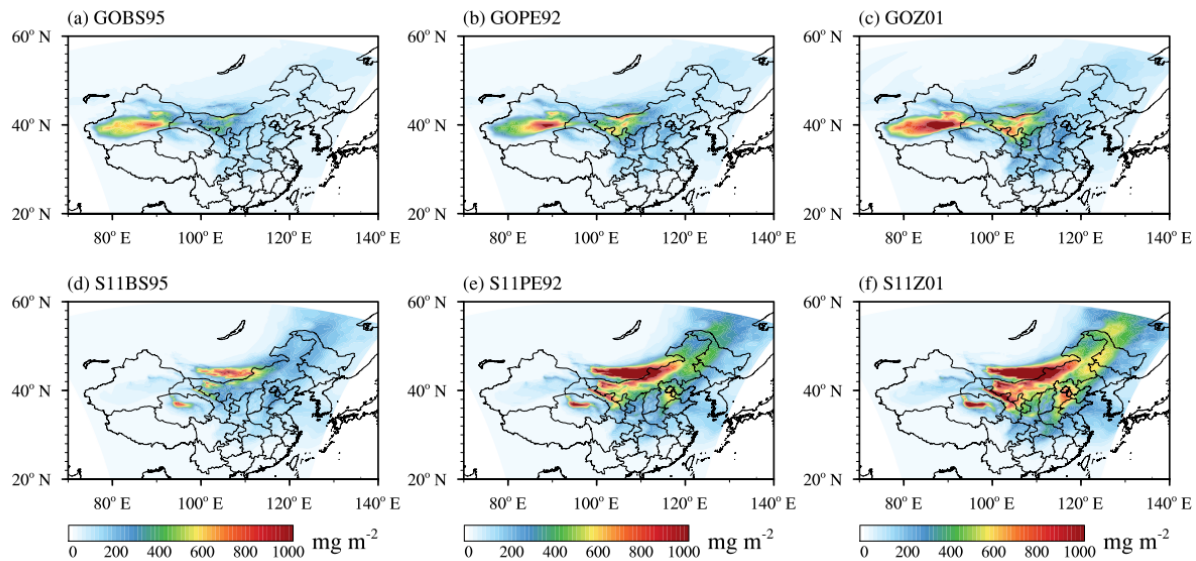 (a) GOBS95
(b) GOPE92
(c) GOZ01
60° N
40° N
20° N
80° E 100° E 120° E 140° E
60° N
40° N
20° N
80° E 100° E 120° E 140° E
60° N
40° N
20° N
80° E 100° E 120° E 140° E
(d) S11BS95
(e) S11PE92
(f) S11Z01
60° N
40° N
20° N
80° E 100° E 120° E 140° E
60° N
40° N
20° N
80° E 100° E 120° E 140° E
60° N
40° N
20° N
80° E 100° E 120° E 140° E
0 200 400 600 800 1000 mg m⁻²
0 200 400 600 800 1000 mg m⁻²
0 200 400 600 800 1000 mg m⁻²